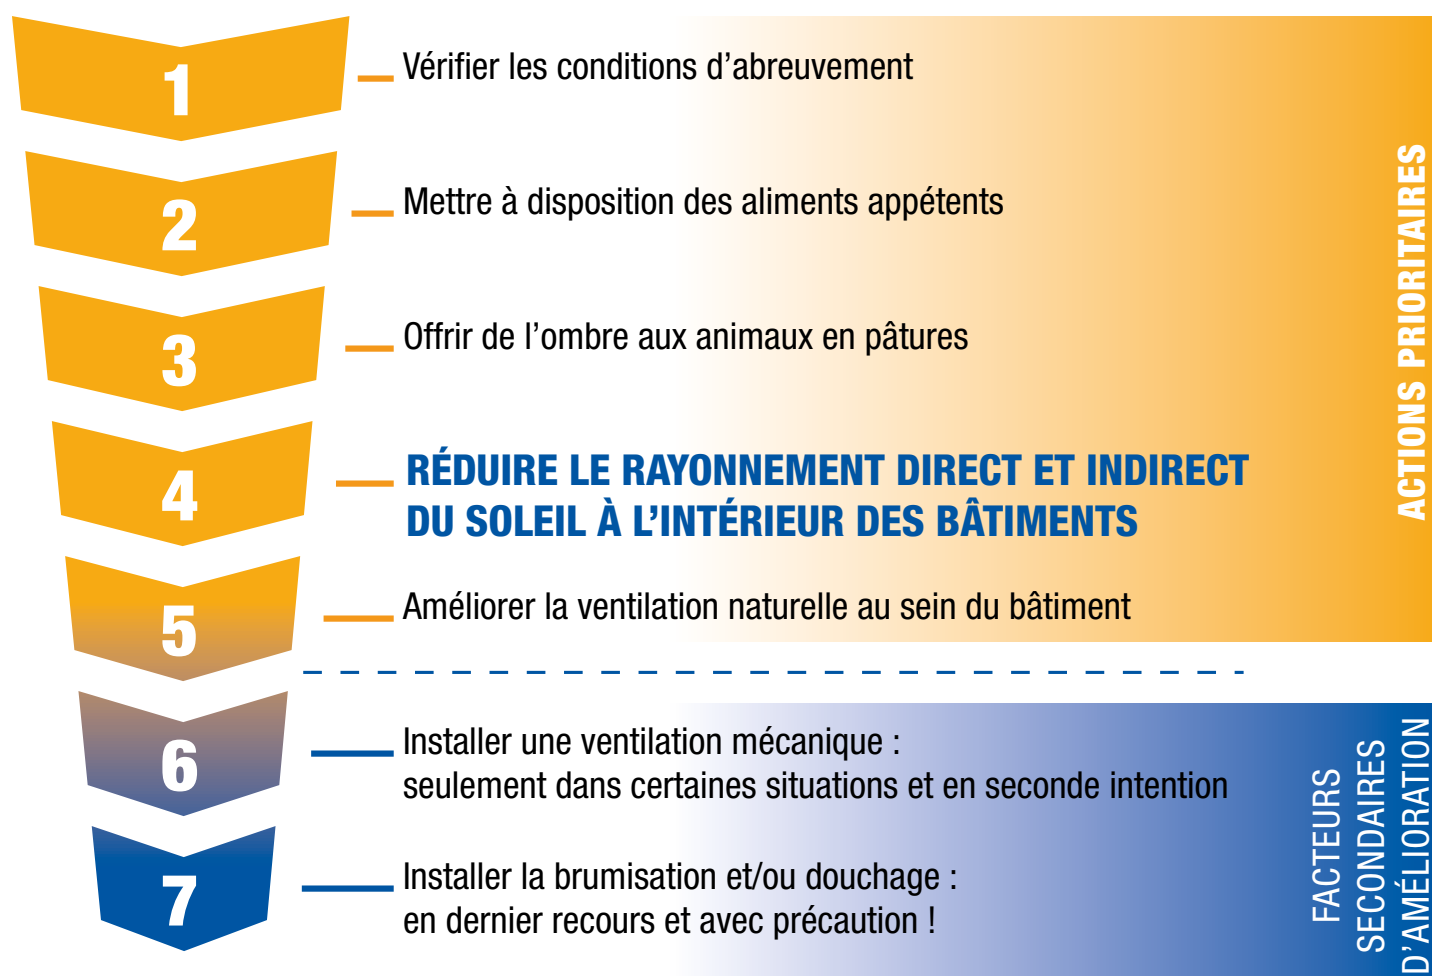 1
Vérifier les conditions d’abreuvement
2
Mettre à disposition des aliments appétents
3
Offrir de l’ombre aux animaux en pâtures
4
RÉDUIRE LE RAYONNEMENT DIRECT ET INDIRECT
DU SOLEIL À L’INTÉRIEUR DES BÂTIMENTS
5
Améliorer la ventilation naturelle au sein du bâtiment
ACTIONS PRIORITAIRES
6
Installer une ventilation mécanique :
seulement dans certaines situations et en seconde intention
7
Installer la brumisation et/ou douchage :
en dernier recours et avec précaution !
FACTEURS
SECONDAIRES
D’AMÉLIORATION